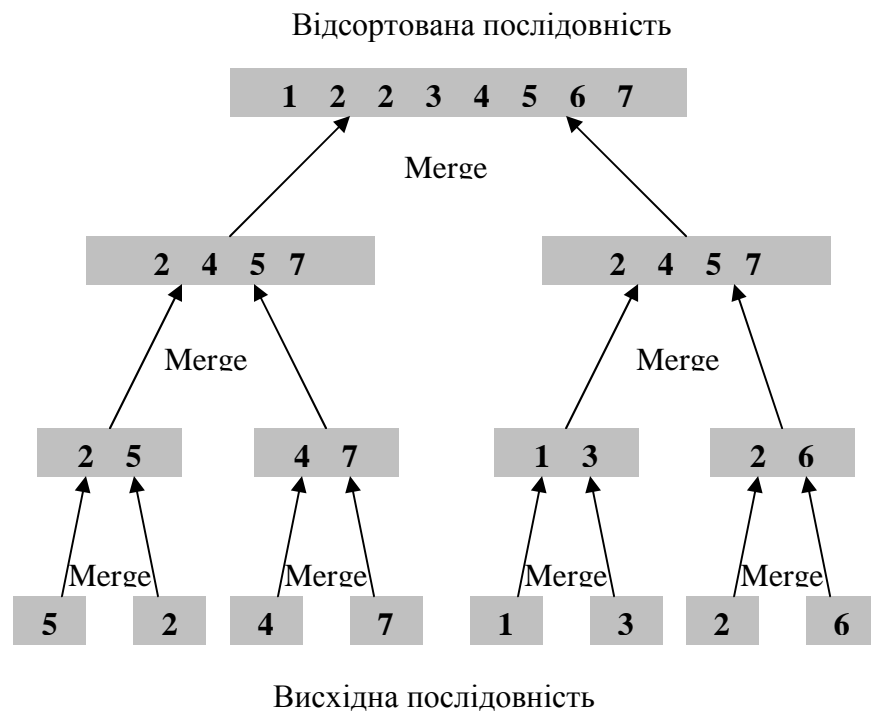 Відсортована послідовність
1 2 2 3 4 5 6 7
Merge
2 4 5 7 2 4 5 7
Merge Merge
2 5 4 7 1 3 2 6
Merge Merge Merge Merge
5 2 4 7 1 3 2 6
Висхідна послідовність